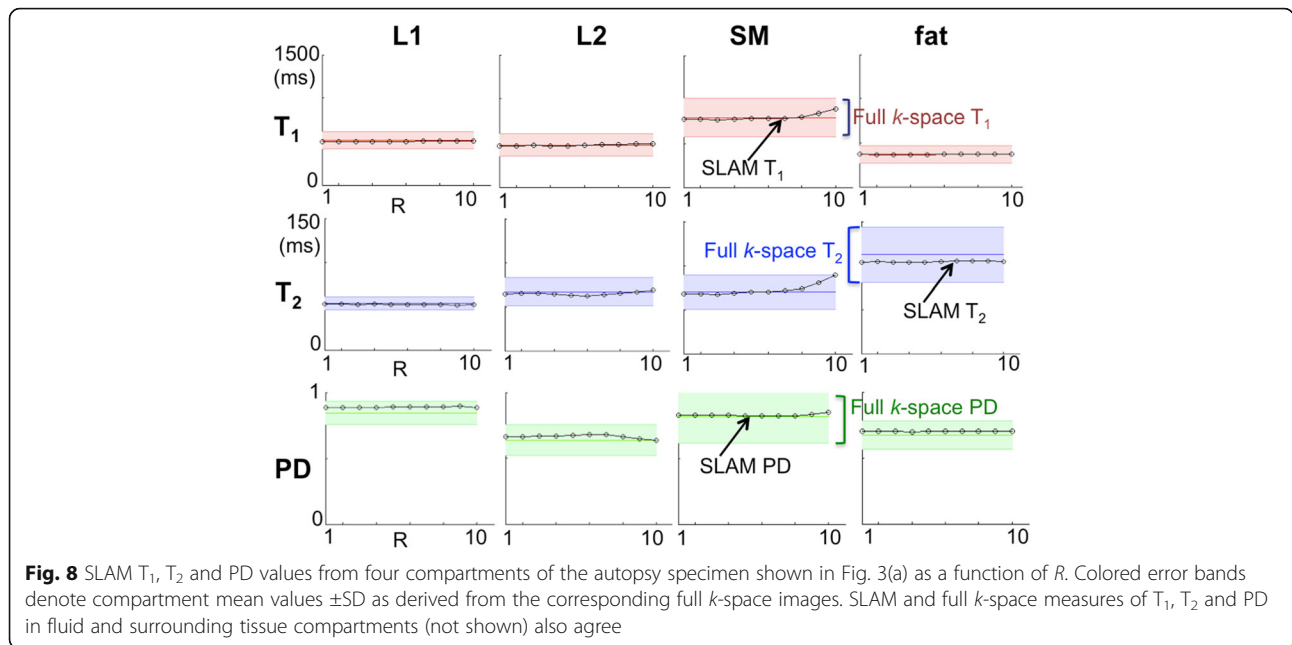 L1 L2 SM fat
1500
(ms)
T₁
Full k-space T₁
SLAM T₁
0
1 R 10 1 10 1 10 1 10
150
(ms)
T₂
Full k-space T₂
SLAM T₂
0
1 R 10 1 10 1 10 1 10
1
PD
Full k-space PD
SLAM PD
0
1 R 10 1 10 1 10 1 10
Fig. 8 SLAM T₁, T₂ and PD values from four compartments of the autopsy specimen shown in Fig. 3(a) as a function of R. Colored error bands
denote compartment mean values ±SD as derived from the corresponding full k-space images. SLAM and full k-space measures of T₁, T₂ and PD
in fluid and surrounding tissue compartments (not shown) also agree